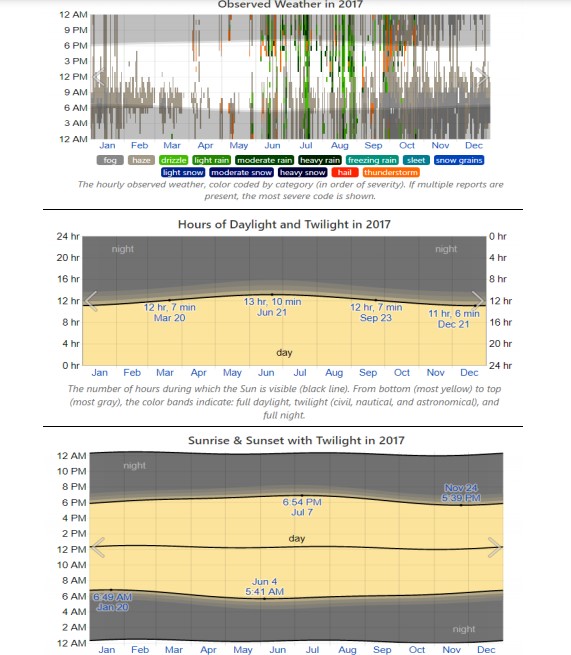 Observed Weather in 2017
12 AM
9 PM
6 PM
3 PM
12 PM
9 AM
6 AM
3 AM
12 AM
Jan Feb Mar Apr May Jun Jul Aug Sep Oct Nov Dec
fog haze drizzle light rain moderate rain heavy rain freezing rain sleet snow grains
light snow moderate snow heavy snow hail thunderstorm
The hourly observed weather, color coded by category (in order of severity). If multiple reports are
present, the most severe code is shown.
Hours of Daylight and Twilight in 2017
24 hr 0 hr
night night
20 hr 4 hr
16 hr 8 hr
12 hr 12 hr
12 hr, 7 min
Mar 20
13 hr, 10 min
Jun 21
12 hr, 7 min
Sep 23
11 hr, 6 min
Dec 21
8 hr 16 hr
4 hr 20 hr
day
0 hr 24 hr
Jan Feb Mar Apr May Jun Jul Aug Sep Oct Nov Dec
The number of hours during which the Sun is visible (black line). From bottom (most yellow) to top
(most gray), the color bands indicate: full daylight, twilight (civil, nautical, and astronomical), and
full night.
Sunrise & Sunset with Twilight in 2017
12 AM
night
10 PM
8 PM
6 PM
6:54 PM
Jul 7
Nov 24
5:39 PM
4 PM
2 PM
day
12 PM
10 AM
8 AM
6 AM
6:49 AM
Jan 20
Jun 4
5:41 AM
4 AM
2 AM
night
12 AM
Jan Feb Mar Apr May Jun Jul Aug Sep Oct Nov Dec